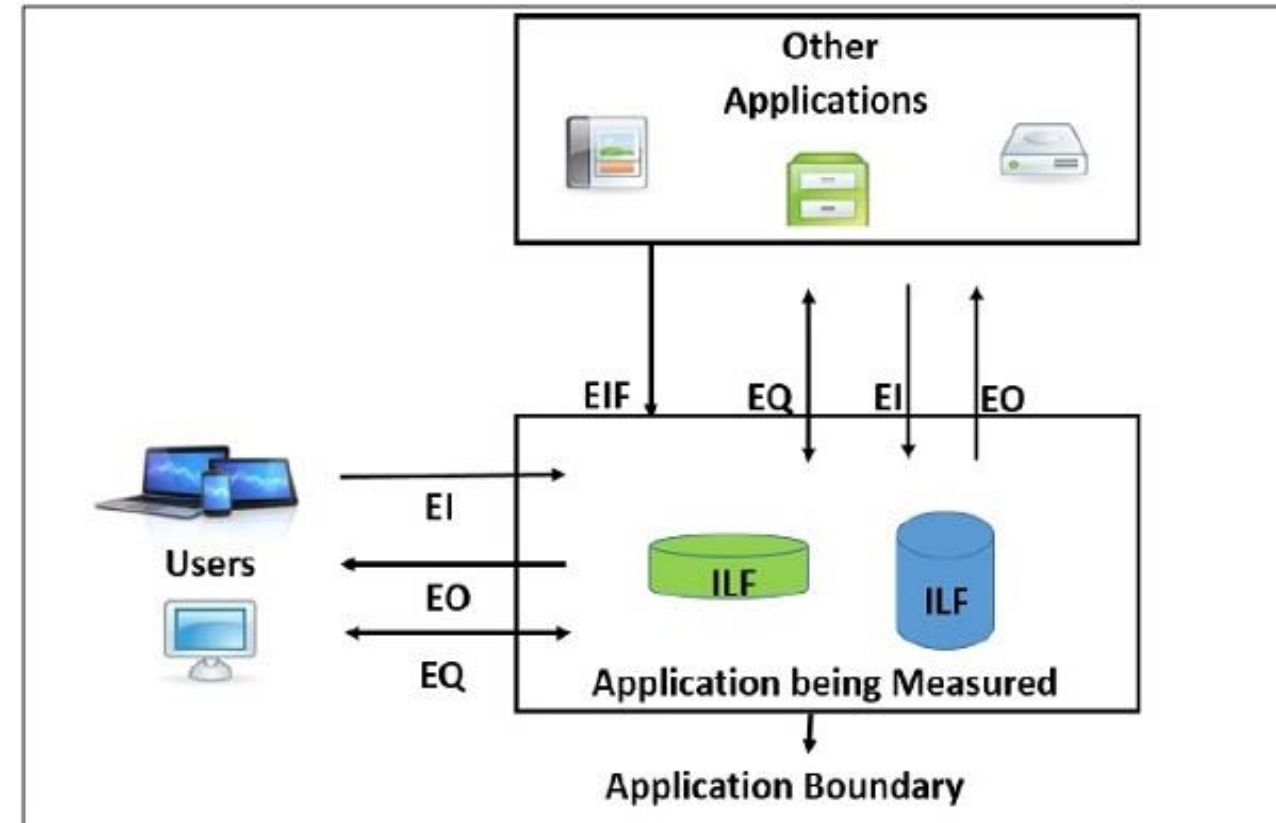 Other
Applications
EIF
EQ
EI
EO
EI
Users
EO
EQ
ILF
ILF
Application being Measured
Application Boundary